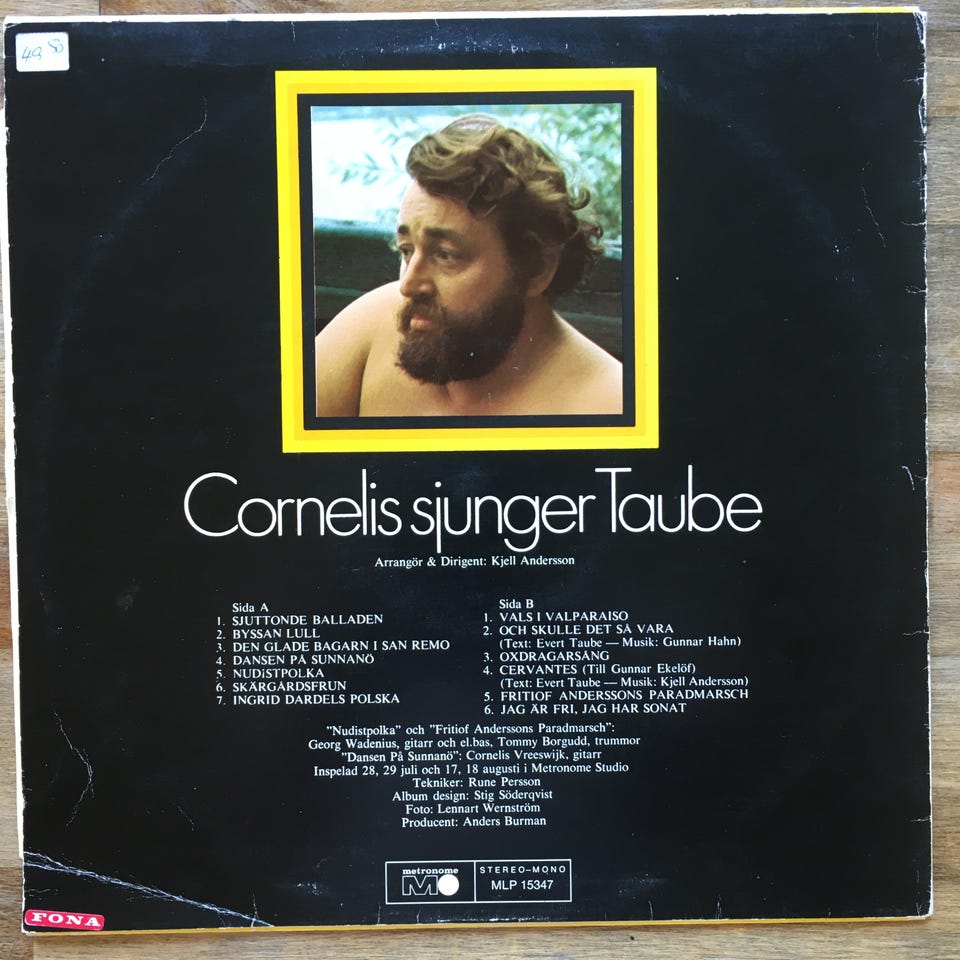 Cornelis sjunger Taube
Arrangör & Dirigent: Kjell Andersson
Sida A
1. SJUTTONDE BALLADEN
2. BYSSAN LULL
3. DEN GLADE BAGARN I SAN REMO
4. DANSEN PÅ SUNNANÖ
5. NUDISTPOLKA
6. SKÄRGÅRDSFRUN
7. INGRID DARDELS POLSKA
Sida B
1. VALS I VALPARAISO
2. OCH SKULLE DET SÅ VARA
(Text: Evert Taube — Musik: Gunnar Hahn)
3. OXDRAGARSÅNG
4. CERVANTES (Till Gunnar Ekelöf)
(Text: Evert Taube — Musik: Kjell Andersson)
5. FRITIOF ANDERSSONS PARADMARSCH
6. JAG ÄR FRI, JAG HAR SONAT
”Nudistpolka” och ”Fritiof Anderssons Paradmarsch”:
Georg Wadenius, gitarr och el.bas, Tommy Borgudd, trummor
”Dansen På Sunnanö”: Cornelis Vreeswijk, gitarr
Inspelad 28, 29 juli och 17, 18 augusti i Metronome Studio
Tekniker: Rune Persson
Album design: Stig Söderqvist
Foto: Lennart Wernström
Producent: Anders Burman
metronome
STEREO–MONO
MLP 15347
FONA